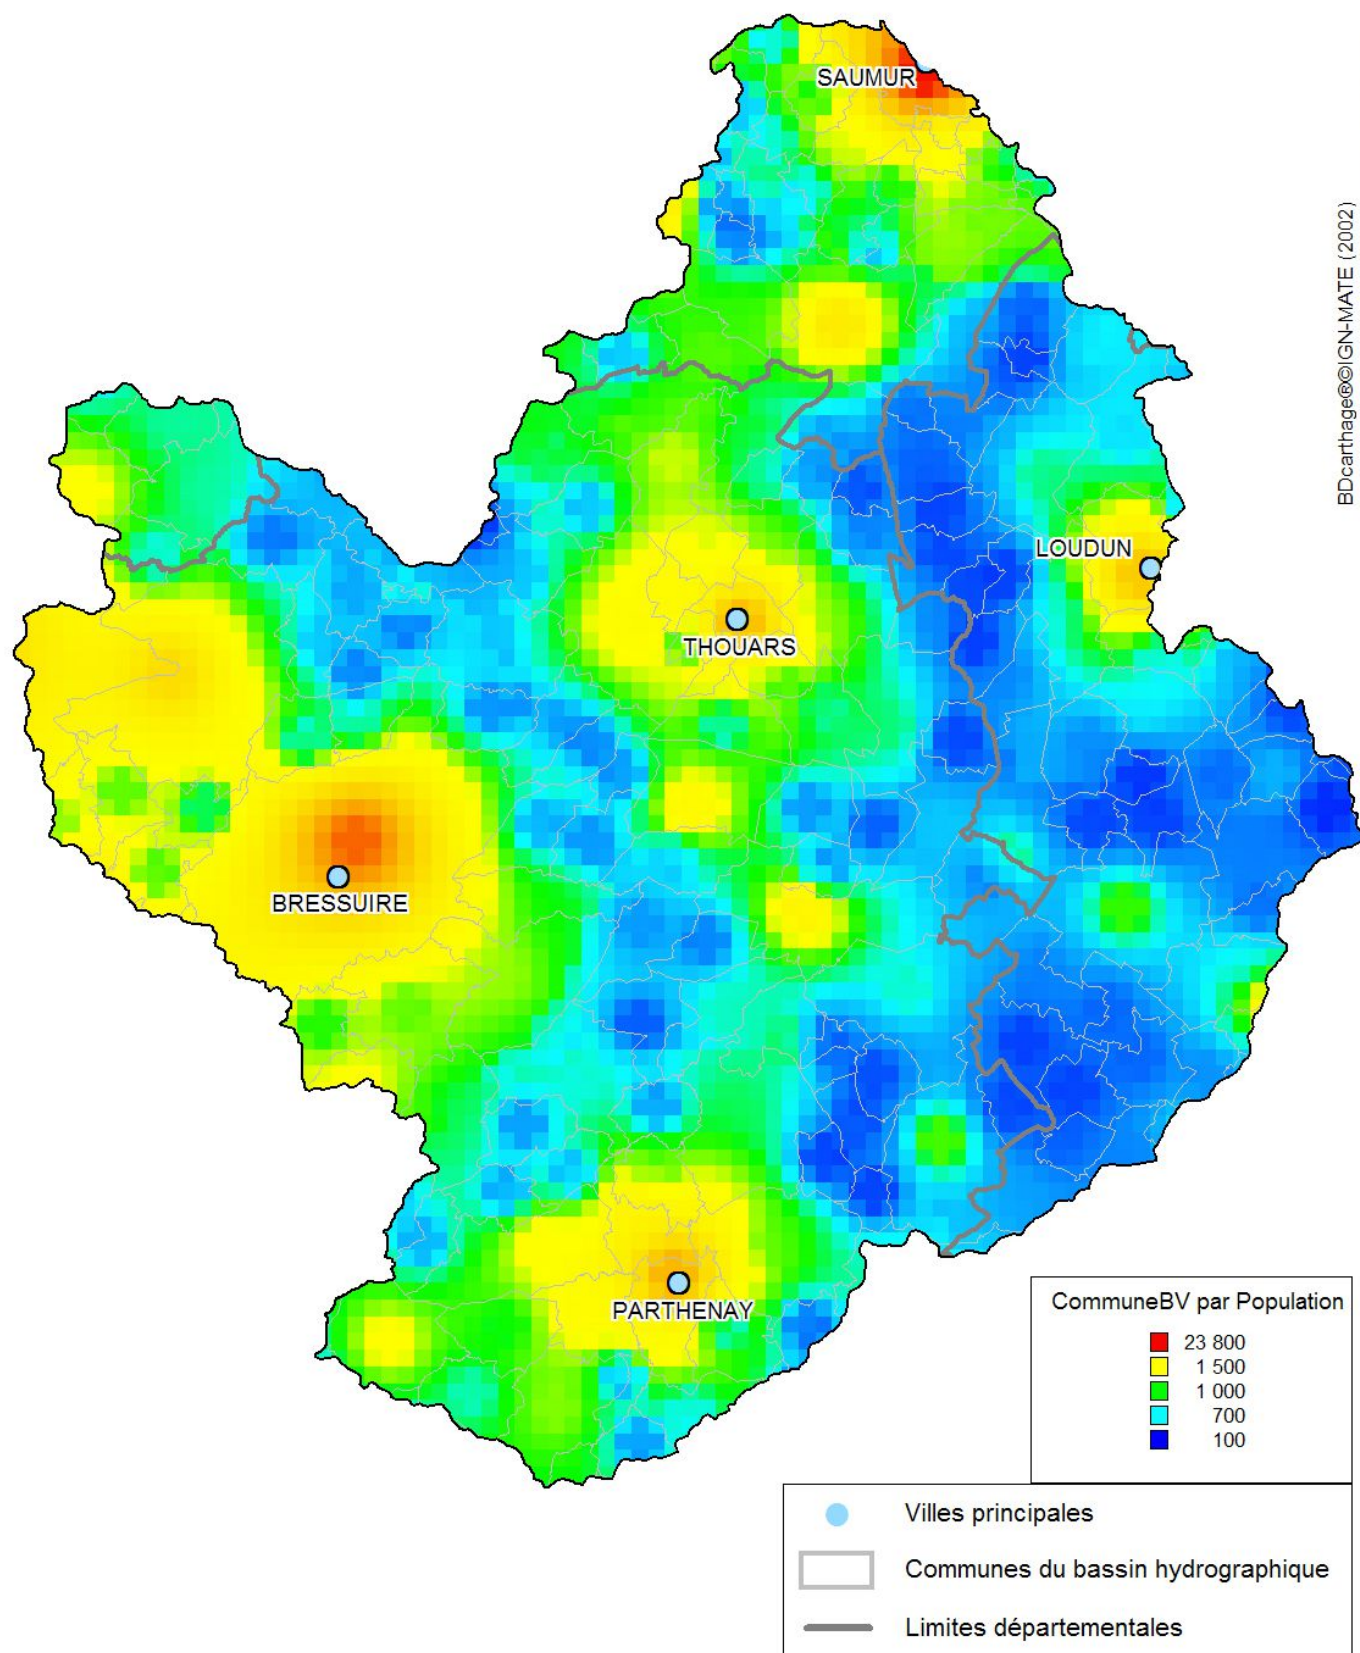 SAUMUR
BDcarthage®©IGN-MATE (2002)
LOUDUN
THOUARS
BRESSUIRE
PARTHENAY
CommuneBV par Population
23 800
1 500
1 000
700
100
Villes principales
Communes du bassin hydrographique
Limites départementales